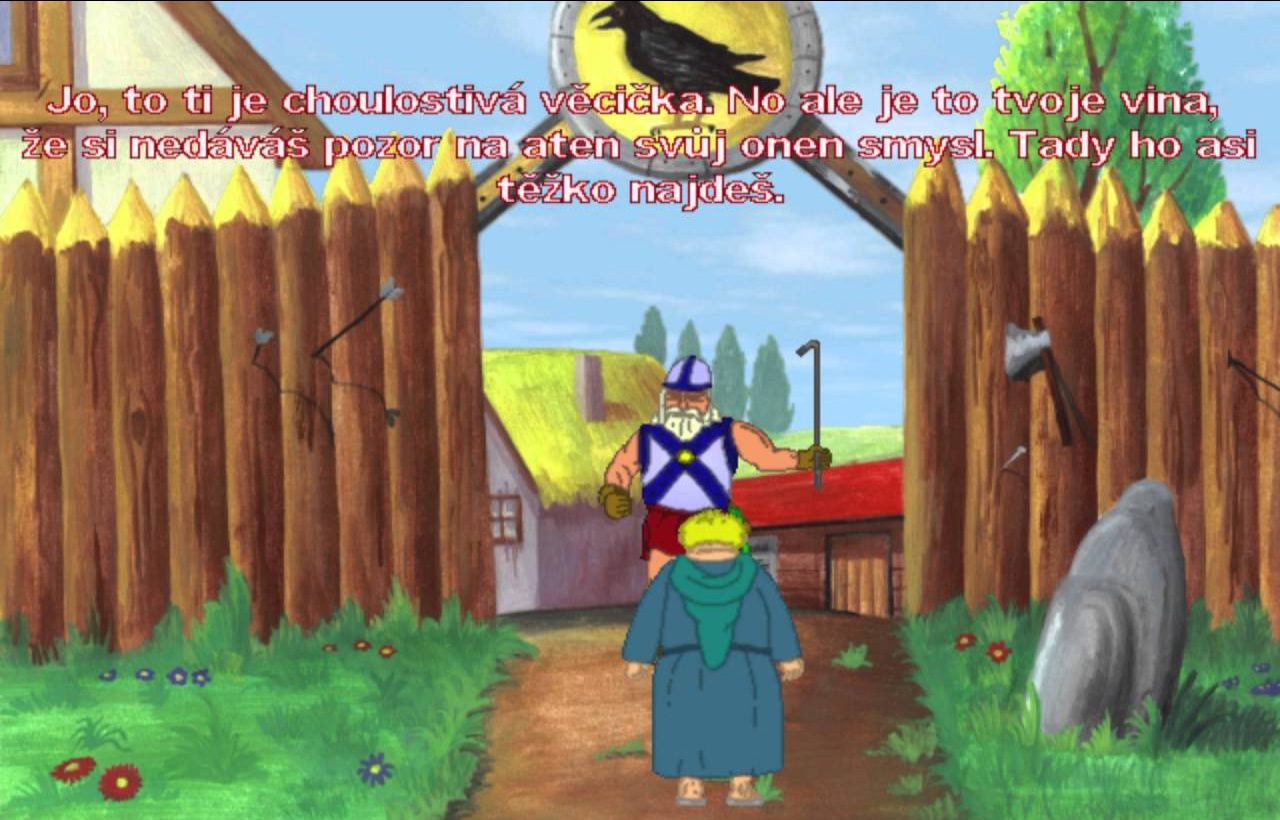 Jo, to ti je choulostivá věcička. No ale je to tvoje vina,
že si nedáváš pozor na aten svůj onen smysl. Tady ho asi
těžko najdeš.